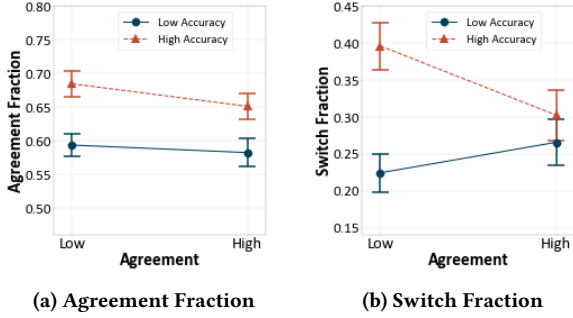 0.80
0.70
0.65
0.60
0.55
0.50
Agreement Fraction
Low Accuracy
High Accuracy
Low
High
Agreement
(a) Agreement Fraction
0.45
0.40
0.35
0.30
0.25
0.20
0.15
Switch Fraction
Low Accuracy
High Accuracy
Low
High
Agreement
(b) Switch Fraction